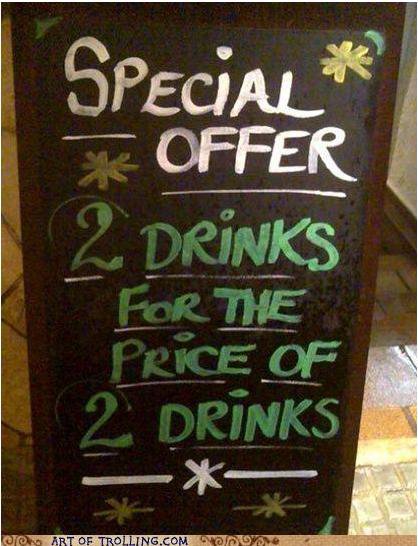 SPECIAL
OFFER
2 DRINKS
FOR THE
PRICE OF
2 DRINKS
ART OF TROLLING.COM